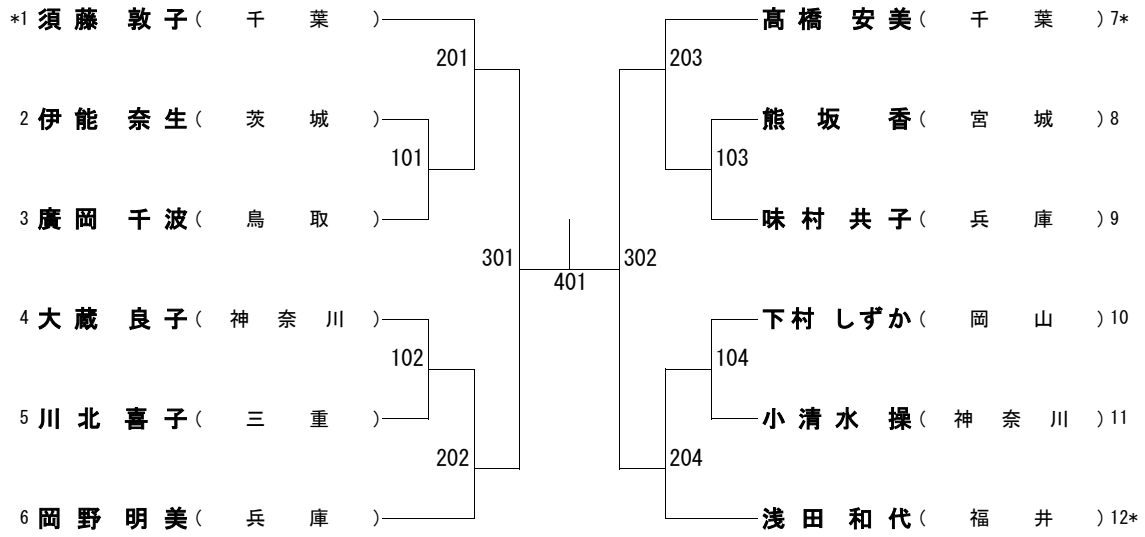 *1 須藤 敦子 ( 千葉 )
201
2 伊能 奈生 ( 茨城 )
101
3 廣岡 千波 ( 鳥取 )
301
4 大蔵 良子 ( 神奈川 )
102
5 川北 喜子 ( 三重 )
202
6 岡野 明美 ( 兵庫 )
401
髙橋 安美 ( 千葉 ) 7*
203
熊坂 香 ( 宮城 ) 8
103
味村 共子 ( 兵庫 ) 9
302
下村 しずか ( 岡山 ) 10
104
小清水 操 ( 神奈川 ) 11
204
浅田 和代 ( 福井 ) 12*